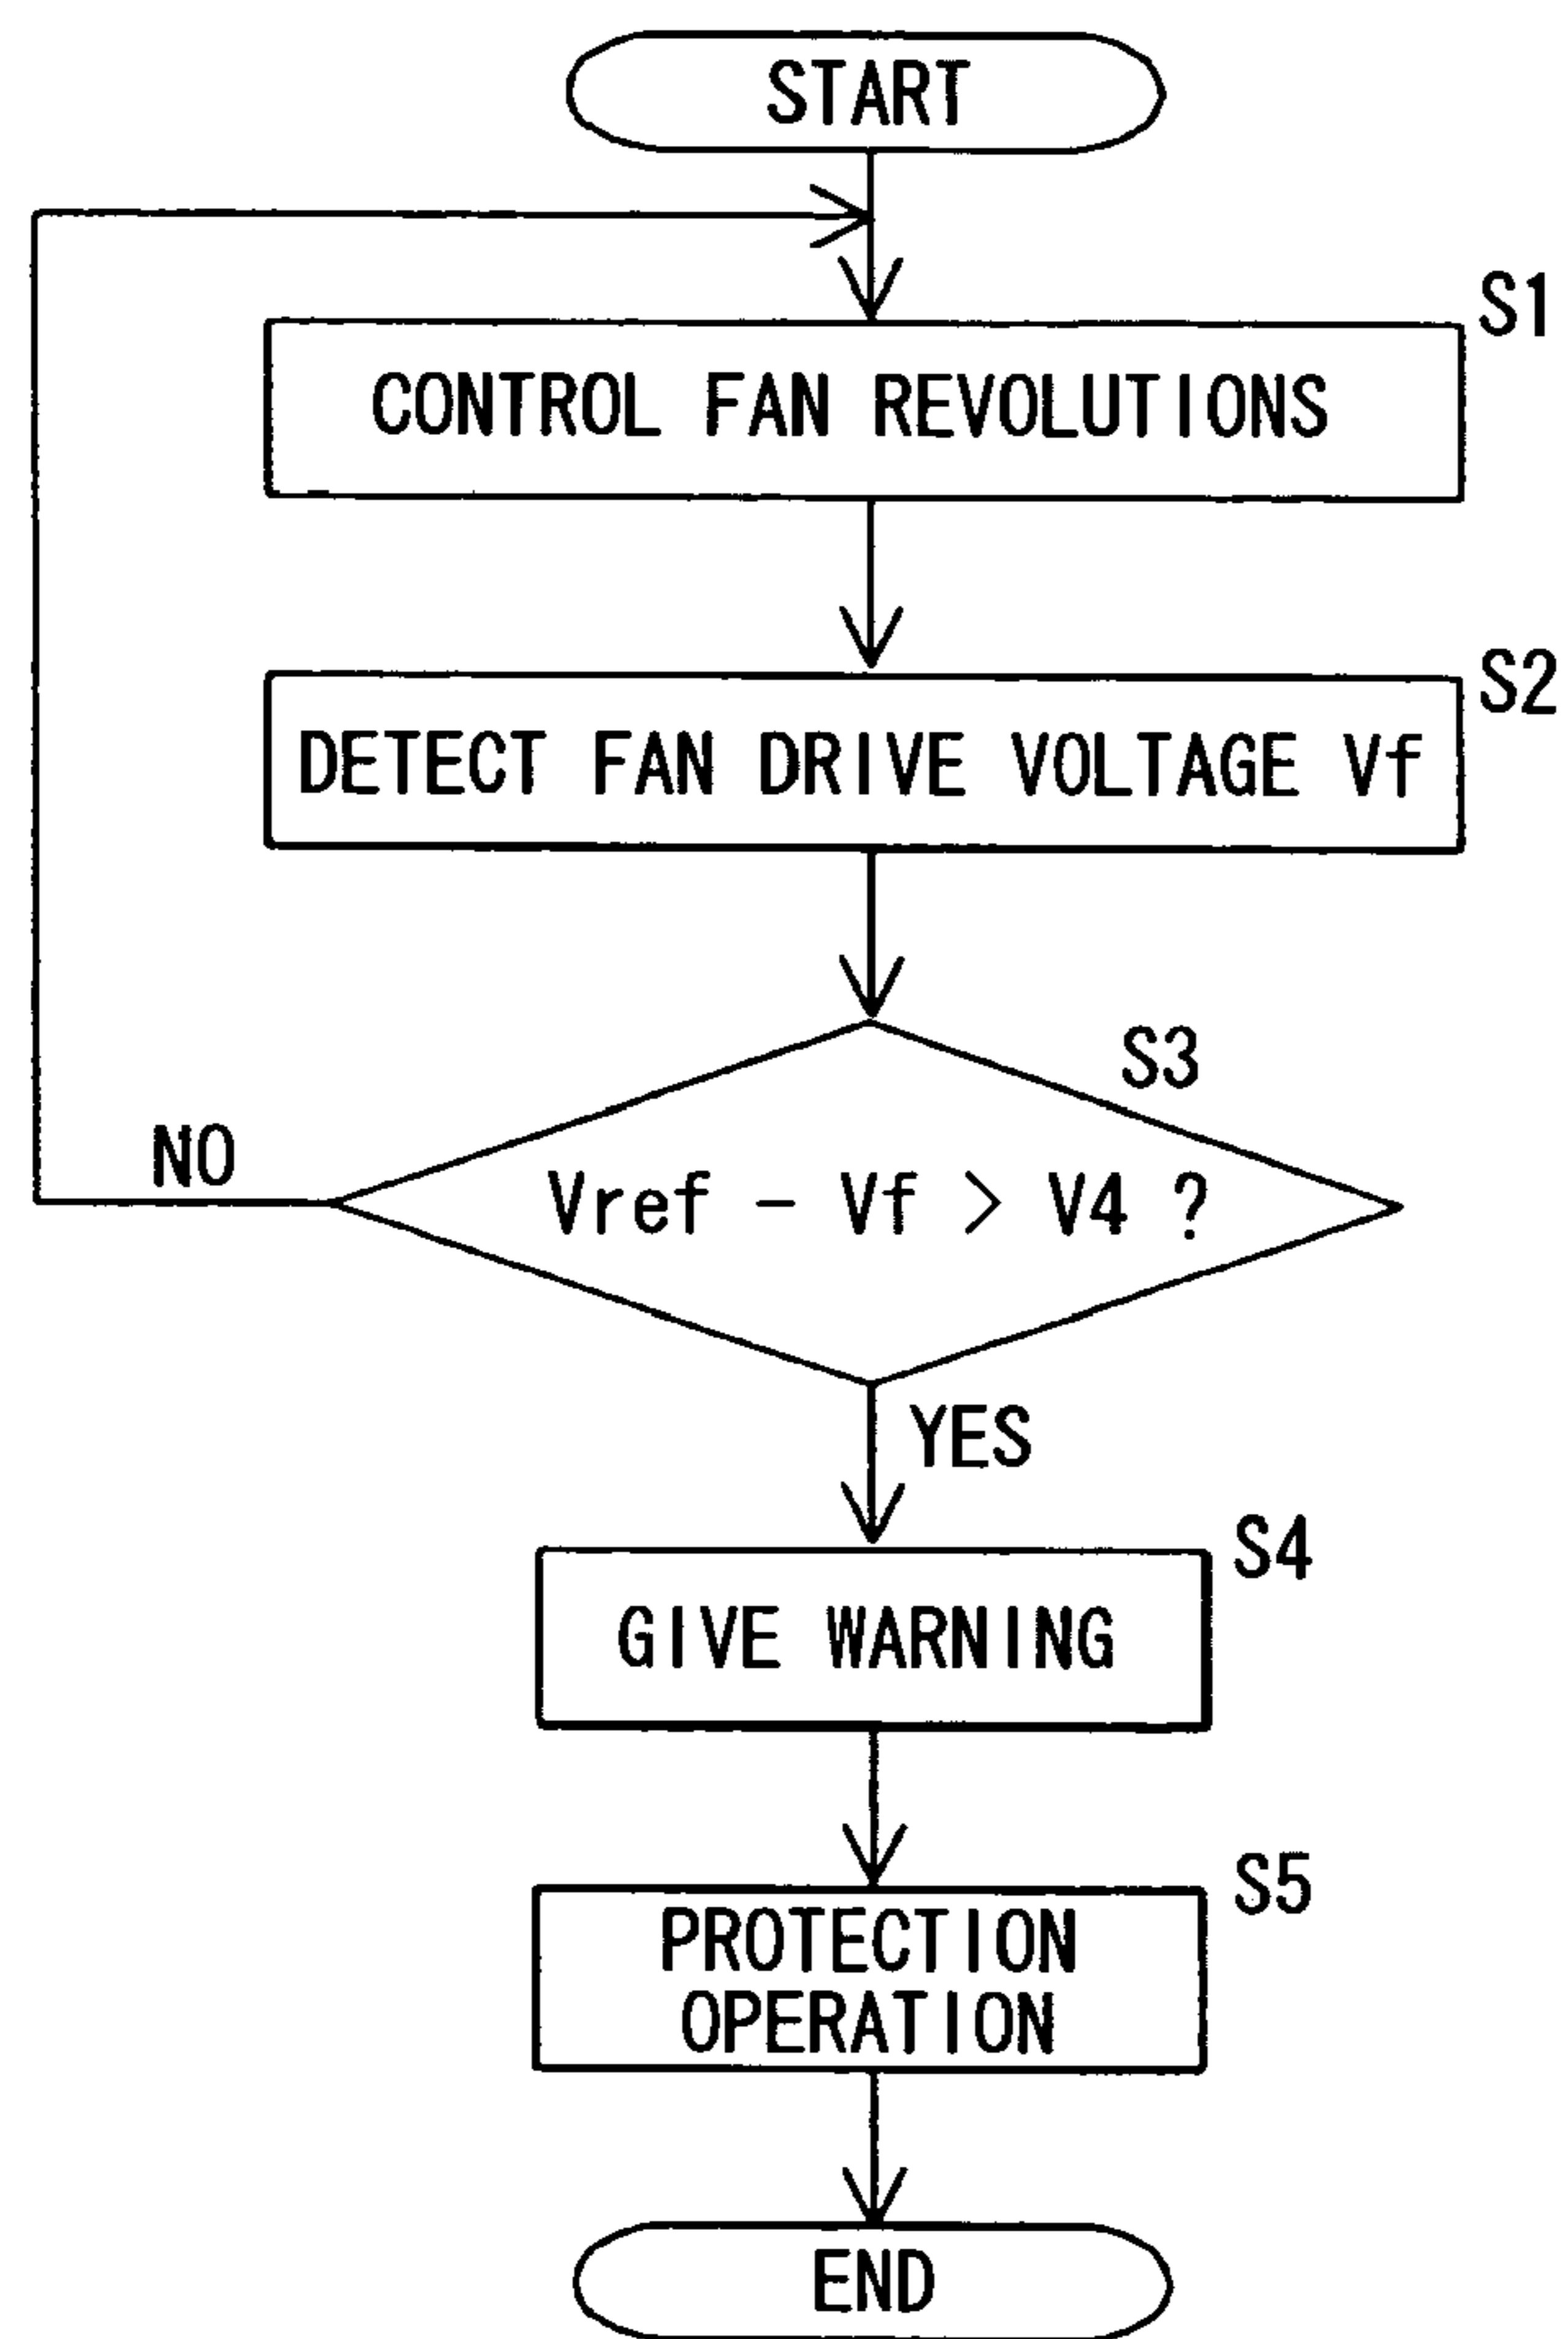 START
S1
CONTROL FAN REVOLUTIONS
S2
DETECT FAN DRIVE VOLTAGE Vf
S3
NO
Vref - Vf > V4 ?
YES
S4
GIVE WARNING
S5
PROTECTION
OPERATION
END